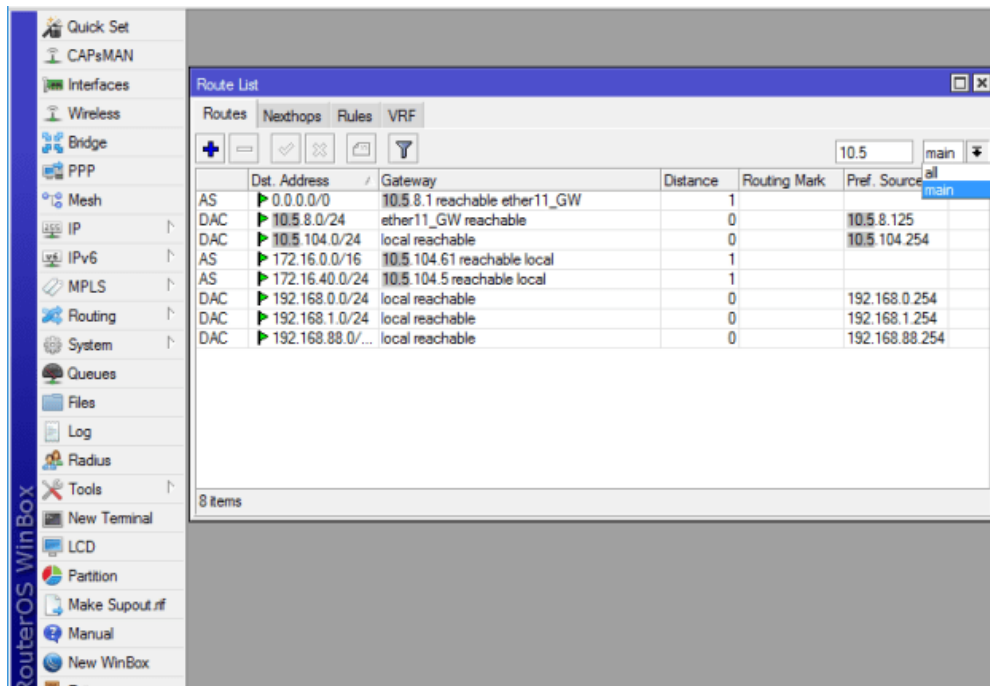 Quick Set
CAPsMAN
Interfaces
Wireless
Bridge
PPP
Mesh
IP
IPv6
MPLS
Routing
System
Queues
Files
Log
Radius
Tools
New Terminal
LCD
Partition
Make Supout.rif
Manual
New WinBox
RouterOS WinBox
Route List
Routes Nexthops Rules VRF
10.5 main
all
main
Dst. Address / Gateway Distance Routing Mark Pref. Source
AS 0.0.0.0/0 10.5.8.1 reachable ether11_GW 1
DAC 10.5.8.0/24 ether11_GW reachable 0 10.5.8.125
DAC 10.5.104.0/24 local reachable 0 10.5.104.254
AS 172.16.0.0/16 10.5.104.61 reachable local 1
AS 172.16.40.0/24 10.5.104.5 reachable local 1
DAC 192.168.0.0/24 local reachable 0 192.168.0.254
DAC 192.168.1.0/24 local reachable 0 192.168.1.254
DAC 192.168.88.0/... local reachable 0 192.168.88.254
8 items